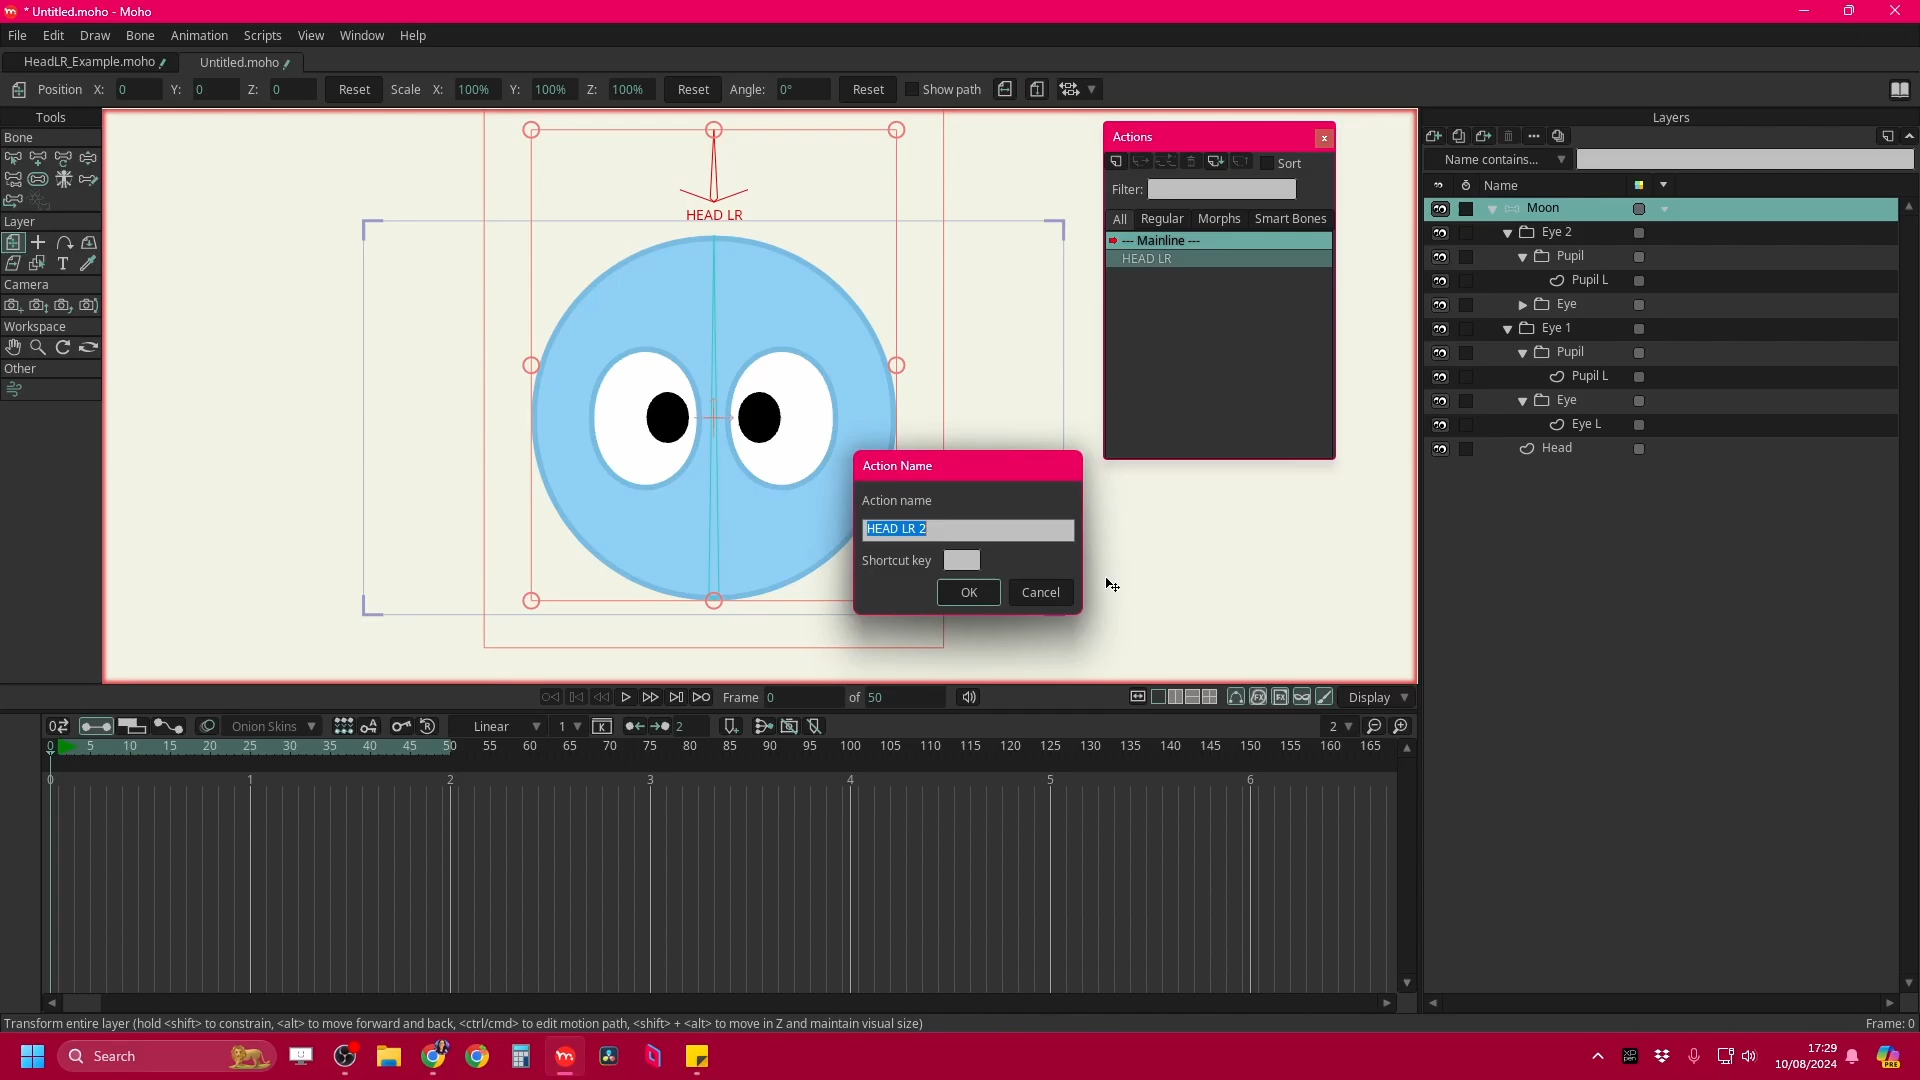 * Untitled.moho - Moho
File Edit Draw Bone Animation Scripts View Window Help
HeadLR_Example.moho Untitled.moho
Position X: 0 Y: 0 Z: 0 Reset Scale X: 100% Y: 100% Z: 100% Reset Angle: 0° Reset Show path
Tools
Bone
Layer
Camera
Workspace
Other
HEAD LR
Actions
Sort
Filter:
All Regular Morphs Smart Bones
--- Mainline ---
HEAD LR
Action Name
Action name
HEAD LR 2
Shortcut key
OK Cancel
Layers
Name contains...
Name
Moon
Eye 2
Pupil
Pupil L
Eye
Eye 1
Pupil
Pupil L
Eye
Eye L
Head
Frame 0 of 50 Display
Onion Skins Linear 1 2 2
0 5 10 15 20 25 30 35 40 45 50 55 60 65 70 75 80 85 90 95 100 105 110 115 120 125 130 135 140 145 150 155 160 165
0 1 2 3 4 5 6
Transform entire layer (hold <shift> to constrain, <alt> to move forward and back, <ctrl/cmd> to edit motion path, <shift> + <alt> to move in Z and maintain visual size) Frame: 0
Search
17:29
10/08/2024